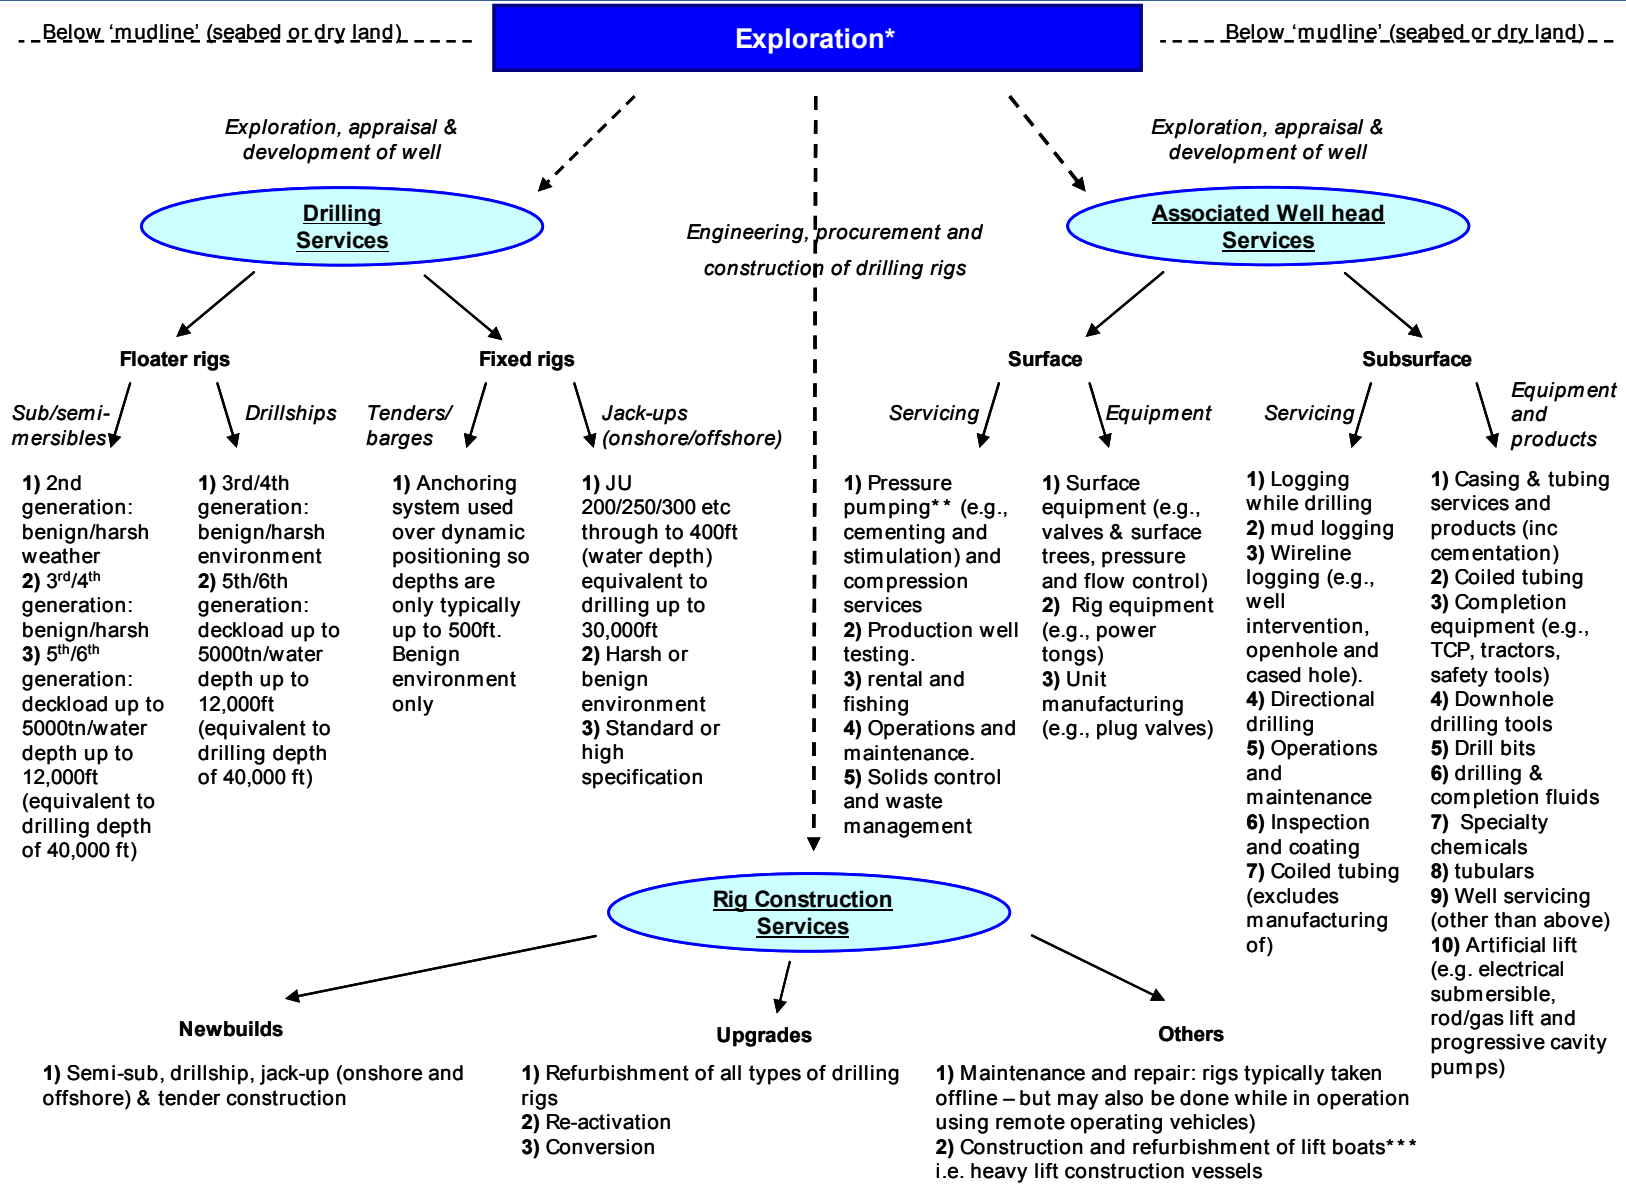 Below ‘mudline’ (seabed or dry land)
Exploration*
Below ‘mudline’ (seabed or dry land)
Exploration, appraisal &
development of well
Exploration, appraisal &
development of well
Drilling
Services
Engineering, procurement and
construction of drilling rigs
Associated Well head
Services
Floater rigs
Fixed rigs
Surface
Subsurface
Sub/semi-
mersibles
Drillships
Tenders/
barges
Jack-ups
(onshore/offshore)
Servicing
Equipment
Servicing
Equipment
and
products
1) 2nd
generation:
benign/harsh
weather
2) 3rd/4th
generation:
benign/harsh
3) 5th/6th
generation:
deckload up to
5000tn/water
depth up to
12,000ft
(equivalent to
drilling depth
of 40,000 ft)
1) 3rd/4th
generation:
benign/harsh
environment
2) 5th/6th
generation:
deckload up to
5000tn/water
depth up to
12,000ft
(equivalent to
drilling depth
of 40,000 ft)
1) Anchoring
system used
over dynamic
positioning so
depths are
only typically
up to 500ft.
Benign
environment
only
1) JU
200/250/300 etc
through to 400ft
(water depth)
equivalent to
drilling up to
30,000ft
2) Harsh or
benign
environment
3) Standard or
high
specification
1) Pressure
pumping** (e.g.,
cementing and
stimulation) and
compression
services
2) Production well
testing.
3) rental and
fishing
4) Operations and
maintenance.
5) Solids control
and waste
management
1) Surface
equipment (e.g.,
valves & surface
trees, pressure
and flow control)
2) Rig equipment
(e.g., power
tongs)
3) Unit
manufacturing
(e.g., plug valves)
1) Logging
while drilling
2) mud logging
3) Wireline
logging (e.g.,
well
intervention,
openhole and
cased hole).
4) Directional
drilling
5) Operations
and
maintenance
6) Inspection
and coating
7) Coiled tubing
(excludes
manufacturing
of)
1) Casing & tubing
services and
products (inc
cementation)
2) Coiled tubing
3) Completion
equipment (e.g.,
TCP, tractors,
safety tools)
4) Downhole
drilling tools
5) Drill bits
6) drilling &
completion fluids
7) Specialty
chemicals
8) tubulars
9) Well servicing
(other than above)
10) Artificial lift
(e.g. electrical
submersible,
rod/gas lift and
progressive cavity
pumps)
Rig Construction
Services
Newbuilds
Upgrades
Others
1) Semi-sub, drillship, jack-up (onshore and
offshore) & tender construction
1) Refurbishment of all types of drilling
rigs
2) Re-activation
3) Conversion
1) Maintenance and repair: rigs typically taken
offline – but may also be done while in operation
using remote operating vehicles)
2) Construction and refurbishment of lift boats***
i.e. heavy lift construction vessels